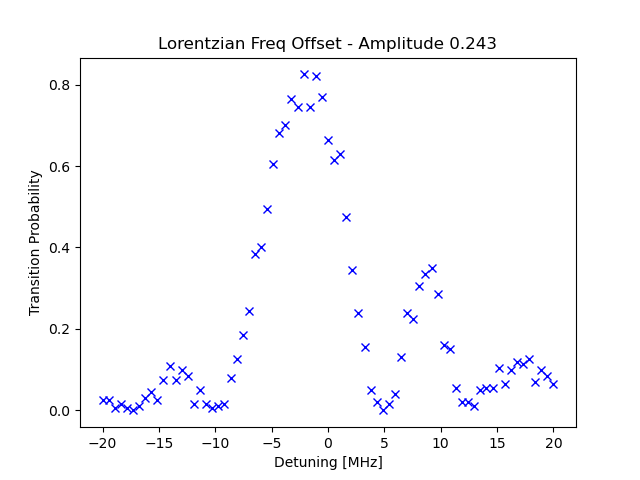 Lorentzian Freq Offset - Amplitude 0.243
Transition Probability
0.8
0.6
0.4
0.2
0.0
−20 −15 −10 −5 0 5 10 15 20
Detuning [MHz]